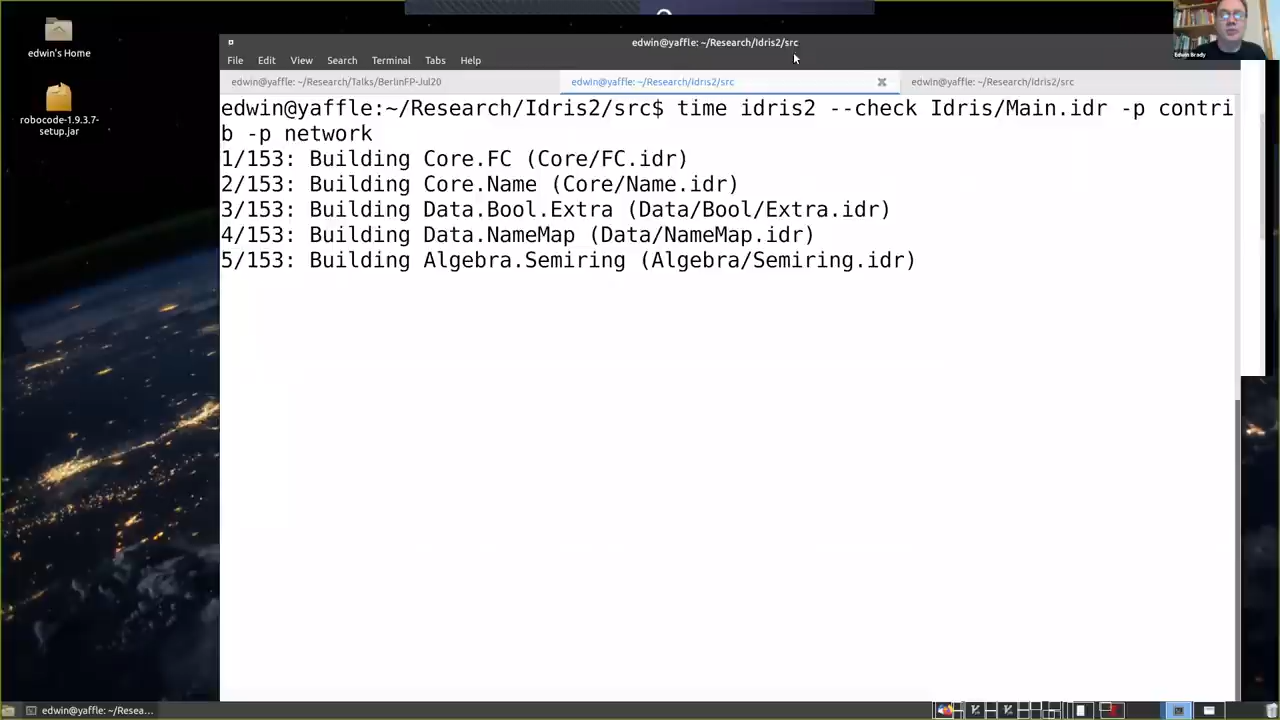 edwin@yaffle: ~/Research/Idris2/src
Edwin Brady
edwin's Home
robocode-1.9.3.7-
setup.jar
File Edit View Search Terminal Tabs Help
edwin@yaffle: ~/Research/Talks/BerlinFP-Jul20
edwin@yaffle: ~/Research/Idris2/src
edwin@yaffle: ~/Research/Idris2/src
edwin@yaffle:~/Research/Idris2/src$ time idris2 --check Idris/Main.idr -p contri
b -p network
1/153: Building Core.FC (Core/FC.idr)
2/153: Building Core.Name (Core/Name.idr)
3/153: Building Data.Bool.Extra (Data/Bool/Extra.idr)
4/153: Building Data.NameMap (Data/NameMap.idr)
5/153: Building Algebra.Semiring (Algebra/Semiring.idr)
edwin@yaffle: ~/Resea...